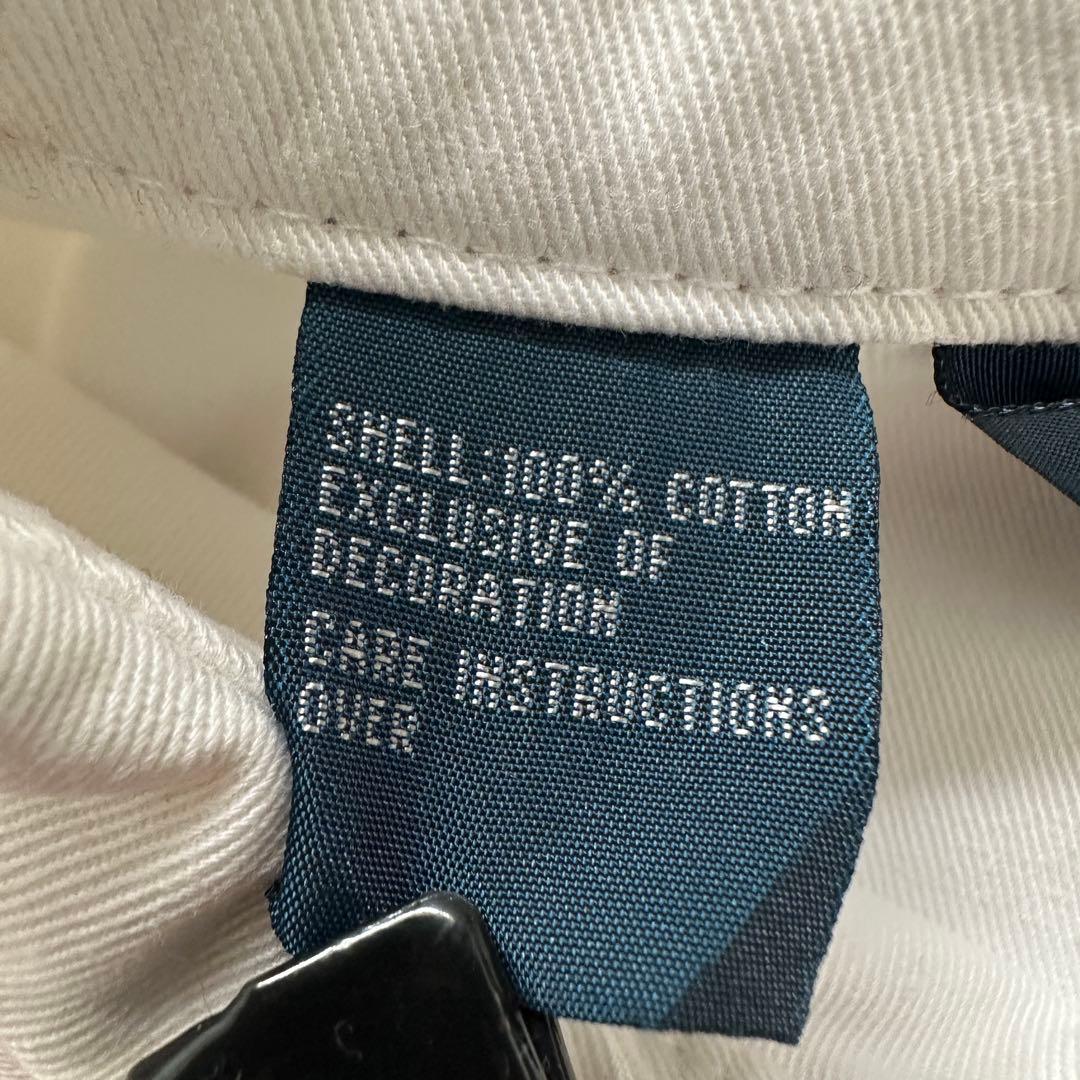 SHELL:100% COTTON
EXCLUSIVE OF
DECORATION
CARE INSTRUCTIONS
OVER